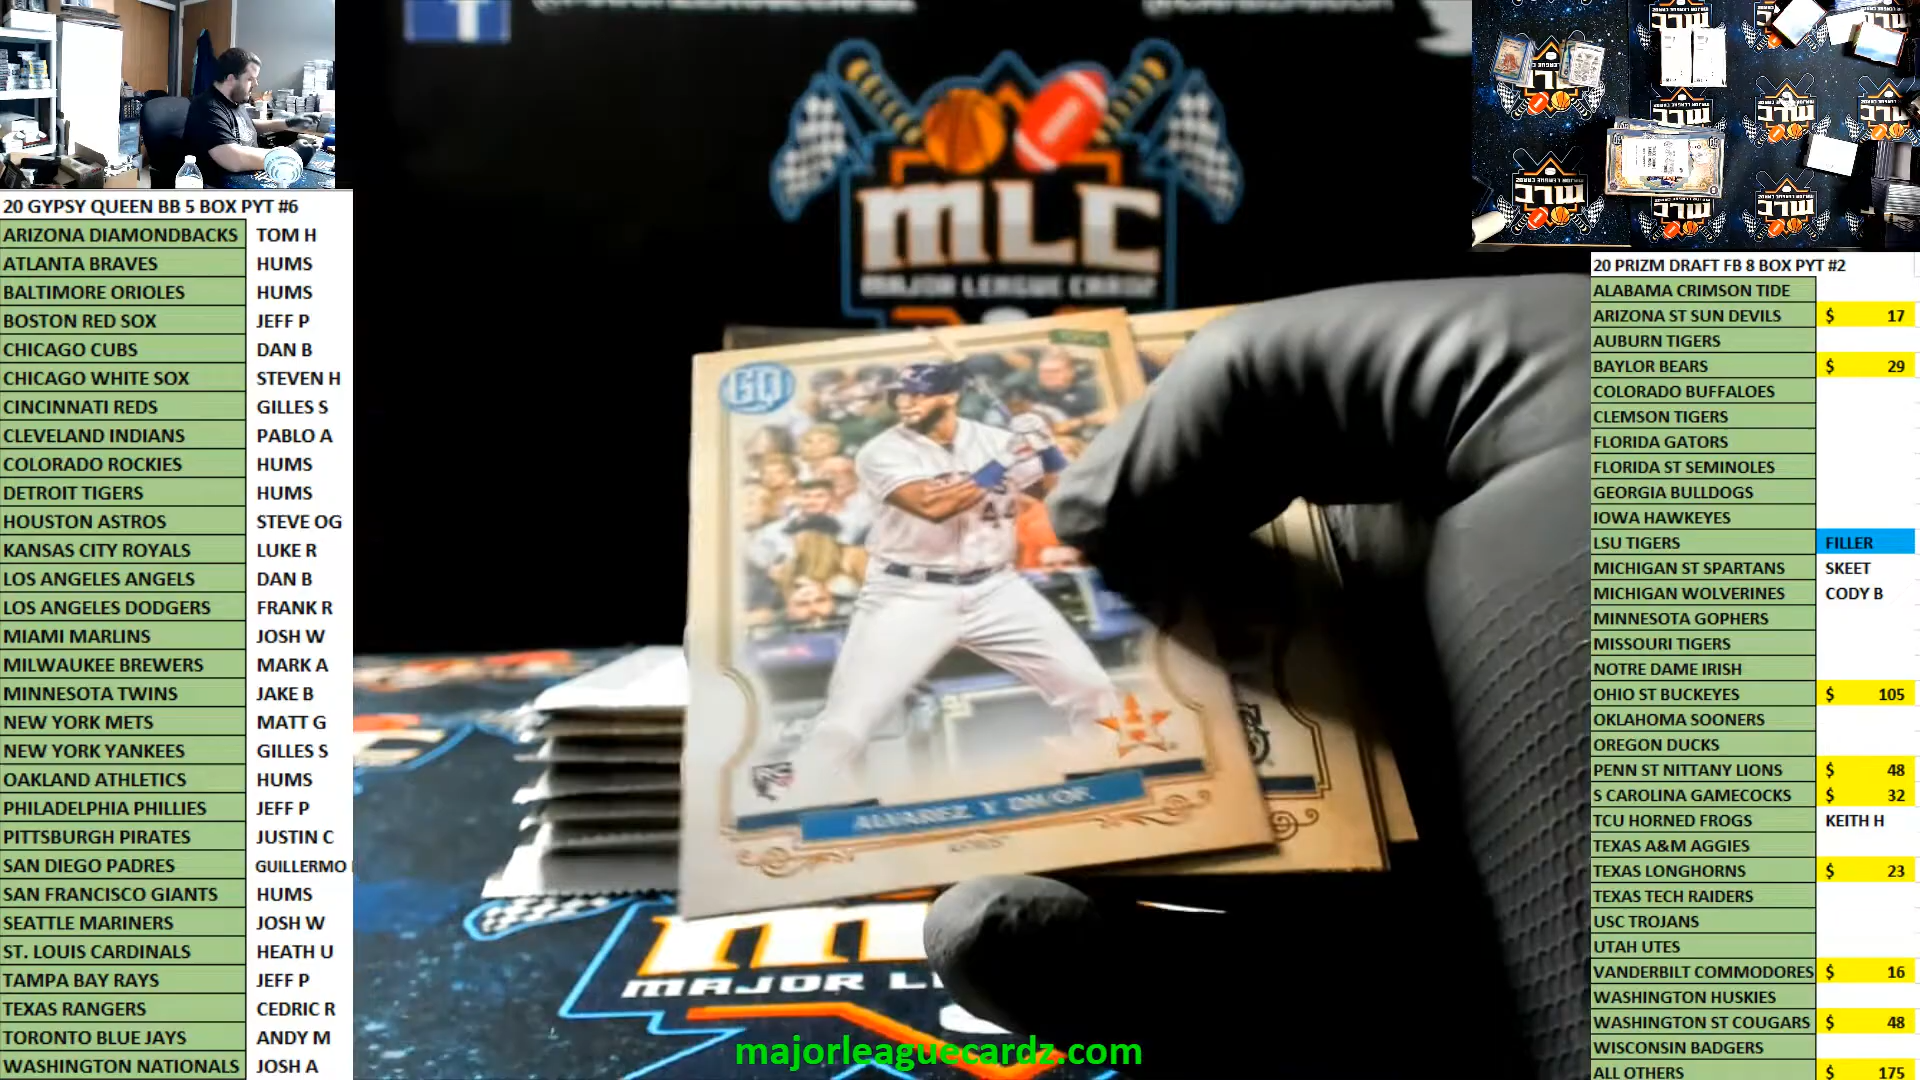 20 GYPSY QUEEN BB 5 BOX PYT #6
ARIZONA DIAMONDBACKS TOM H
ATLANTA BRAVES HUMS
BALTIMORE ORIOLES HUMS
BOSTON RED SOX JEFF P
CHICAGO CUBS DAN B
CHICAGO WHITE SOX STEVEN H
CINCINNATI REDS GILLES S
CLEVELAND INDIANS PABLO A
COLORADO ROCKIES HUMS
DETROIT TIGERS HUMS
HOUSTON ASTROS STEVE OG
KANSAS CITY ROYALS LUKE R
LOS ANGELES ANGELS DAN B
LOS ANGELES DODGERS FRANK R
MIAMI MARLINS JOSH W
MILWAUKEE BREWERS MARK A
MINNESOTA TWINS JAKE B
NEW YORK METS MATT G
NEW YORK YANKEES GILLES S
OAKLAND ATHLETICS HUMS
PHILADELPHIA PHILLIES JEFF P
PITTSBURGH PIRATES JUSTIN C
SAN DIEGO PADRES GUILLERMO
SAN FRANCISCO GIANTS HUMS
SEATTLE MARINERS JOSH W
ST. LOUIS CARDINALS HEATH U
TAMPA BAY RAYS JEFF P
TEXAS RANGERS CEDRIC R
TORONTO BLUE JAYS ANDY M
WASHINGTON NATIONALS JOSH A
MLC
MAJOR LEAGUE CARDZ
GQ
44
ALVAREZ Y
MAJOR L
majorleaguecardz.com
20 PRIZM DRAFT FB 8 BOX PYT #2
ALABAMA CRIMSON TIDE
ARIZONA ST SUN DEVILS $ 17
AUBURN TIGERS
BAYLOR BEARS $ 29
COLORADO BUFFALOES
CLEMSON TIGERS
FLORIDA GATORS
FLORIDA ST SEMINOLES
GEORGIA BULLDOGS
IOWA HAWKEYES
LSU TIGERS FILLER
MICHIGAN ST SPARTANS SKEET
MICHIGAN WOLVERINES CODY B
MINNESOTA GOPHERS
MISSOURI TIGERS
NOTRE DAME IRISH
OHIO ST BUCKEYES $ 105
OKLAHOMA SOONERS
OREGON DUCKS
PENN ST NITTANY LIONS $ 48
S CAROLINA GAMECOCKS $ 32
TCU HORNED FROGS KEITH H
TEXAS A&M AGGIES
TEXAS LONGHORNS $ 23
TEXAS TECH RAIDERS
USC TROJANS
UTAH UTES
VANDERBILT COMMODORES $ 16
WASHINGTON HUSKIES
WASHINGTON ST COUGARS $ 48
WISCONSIN BADGERS
ALL OTHERS $ 175